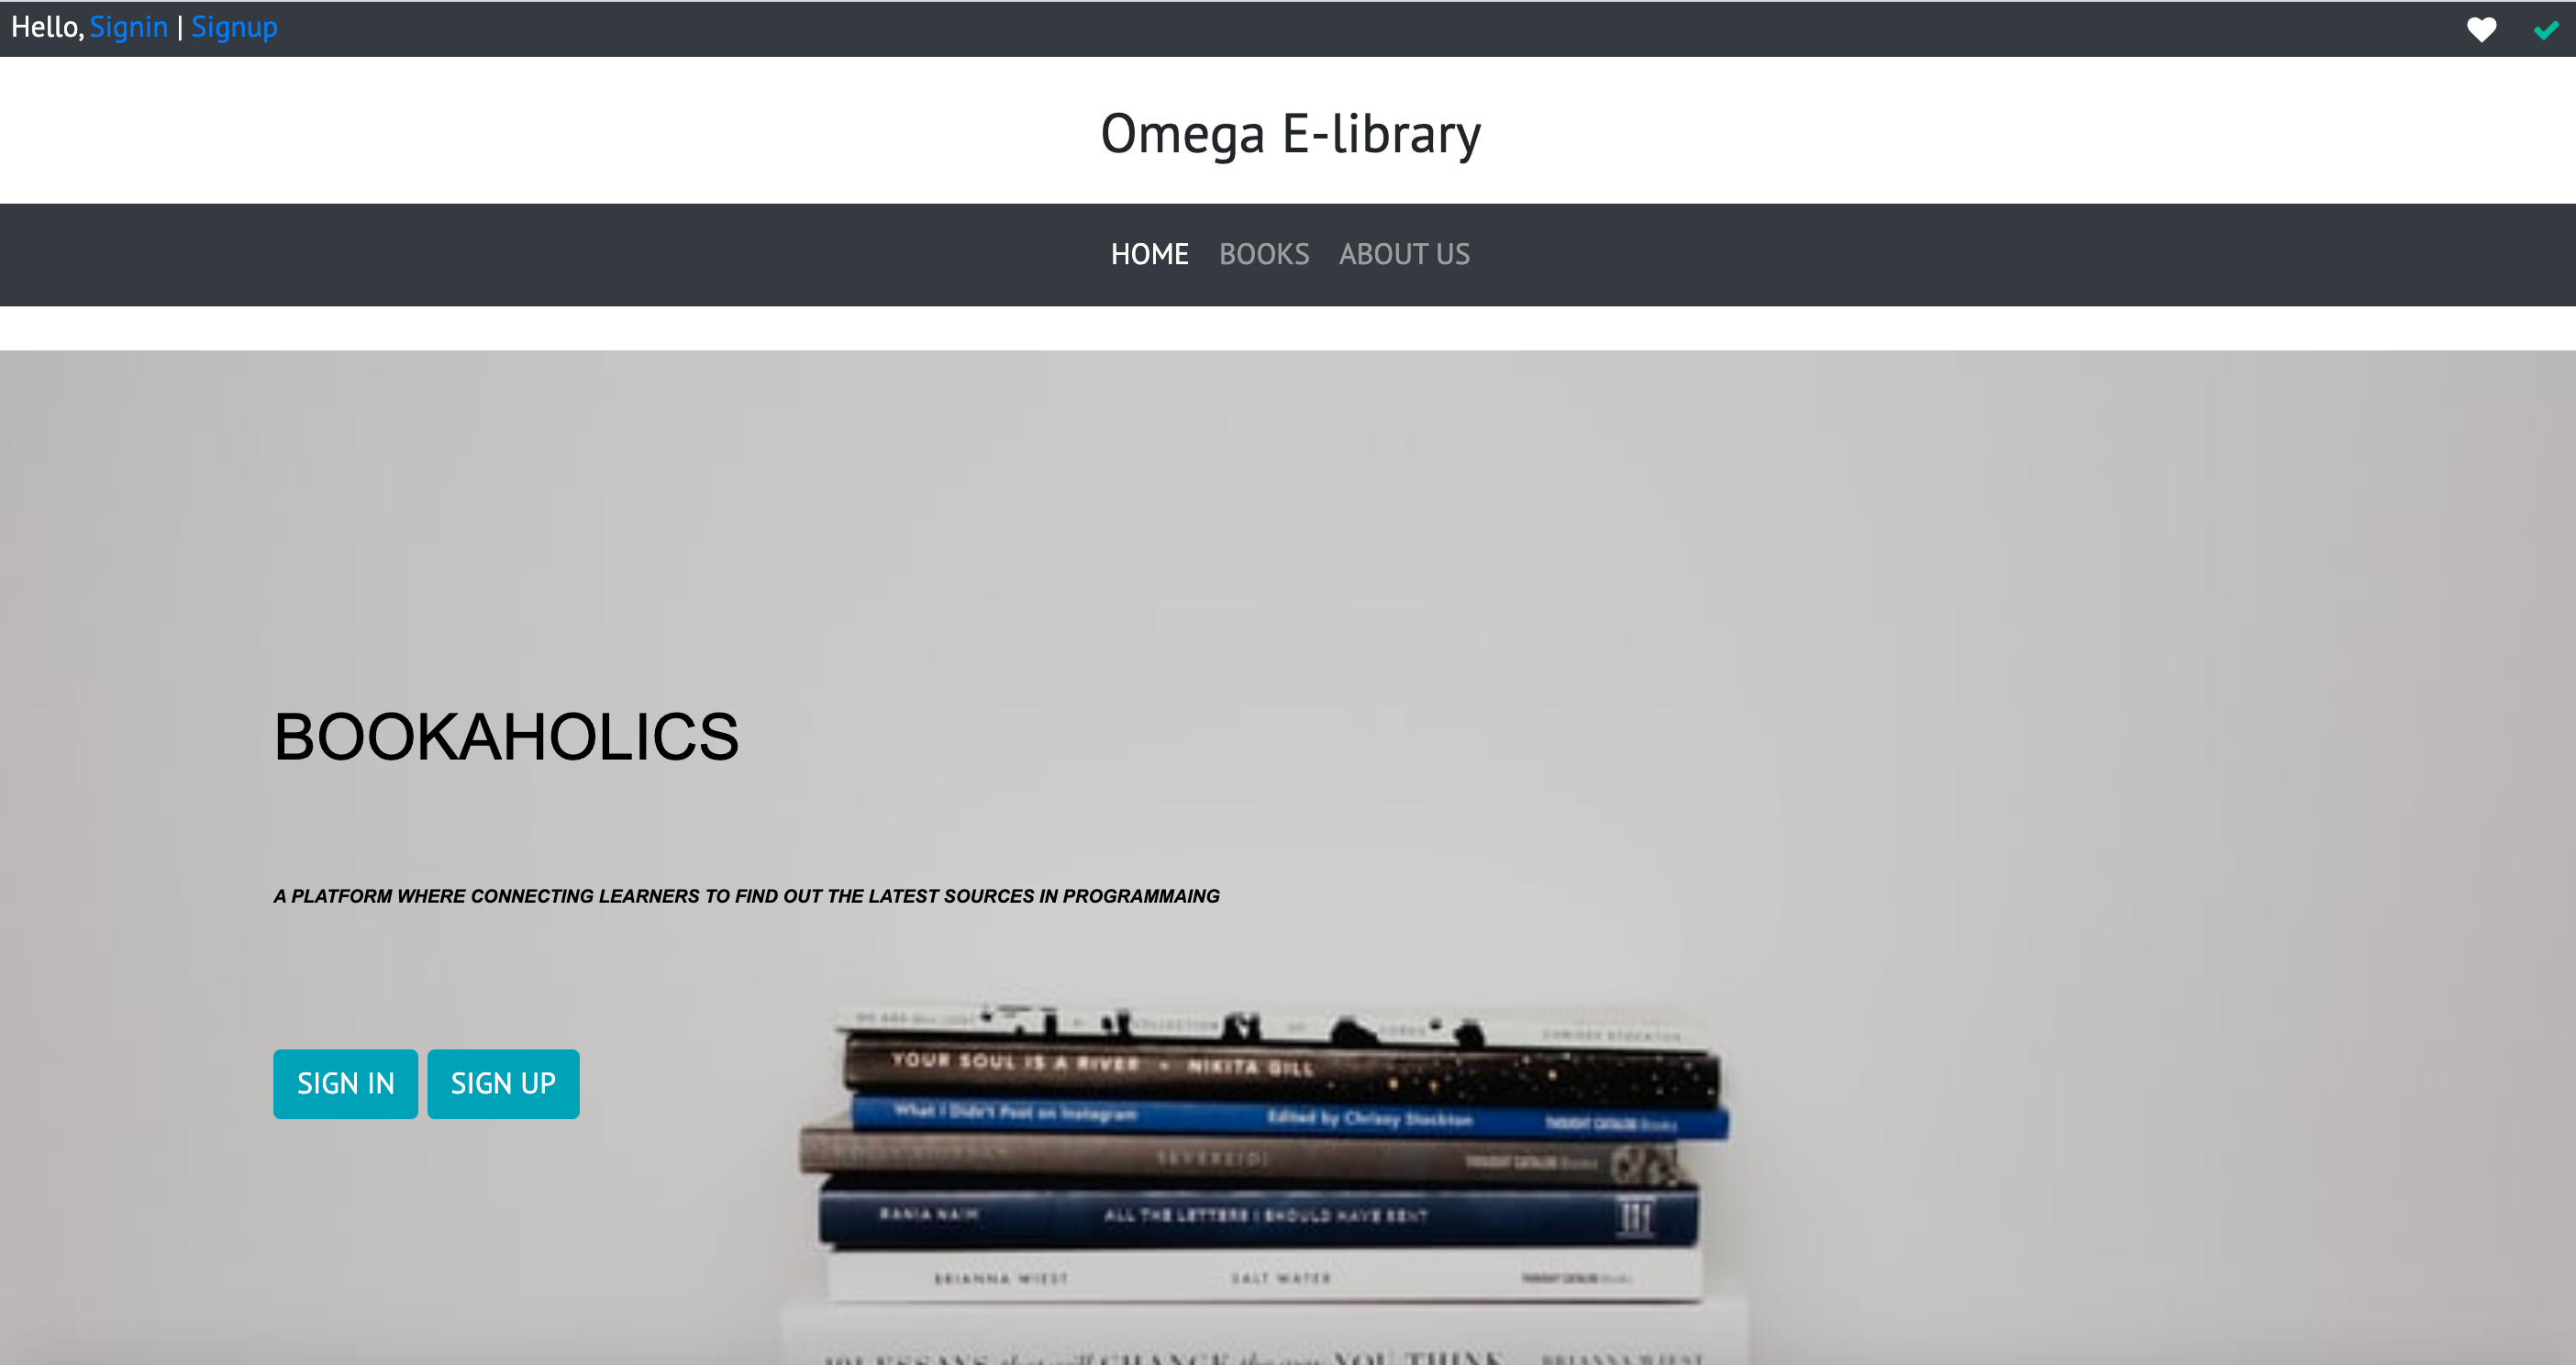 Hello, Signin | Signup
Omega E-library
HOME BOOKS ABOUT US
BOOKAHOLICS
A PLATFORM WHERE CONNECTING LEARNERS TO FIND OUT THE LATEST SOURCES IN PROGRAMMAING
SIGN IN SIGN UP
COLLECTION
YOUR SOUL IS A RIVER - NIKITA GILL
What I Didn't Post on Instagram Edited by Chrissy Stockton THOUGHT CATALOG Books
THOUGHT CATALOG Books
RANIA NAIM ALL THE LETTERS I SHOULD HAVE SENT
BRIANNA WIEST SALT WATER THOUGHT CATALOG Books
101 ESSAYS that will CHANGE the way YOU THINK BRIANNA WIEST